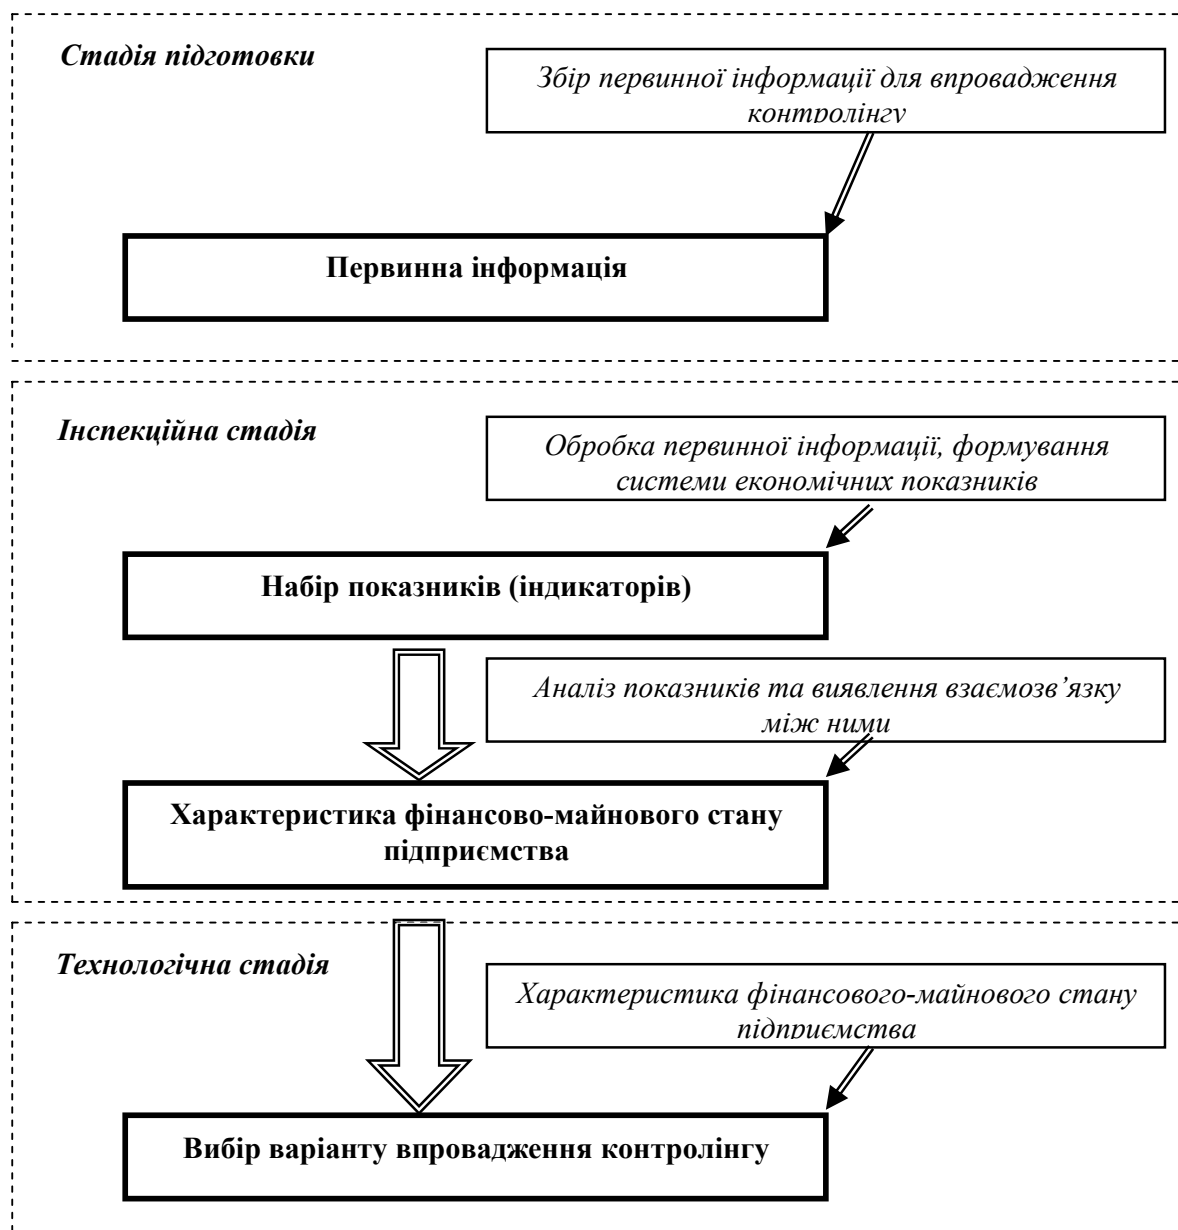 Стадія підготовки
Збір первинної інформації для впровадження
контролінгу
Первинна інформація
Інспекційна стадія
Обробка первинної інформації, формування
системи економічних показників
Набір показників (індикаторів)
Аналіз показників та виявлення взаємозв’язку
між ними
Характеристика фінансово-майнового стану
підприємства
Технологічна стадія
Характеристика фінансового-майнового стану
підприємства
Вибір варіанту впровадження контролінгу